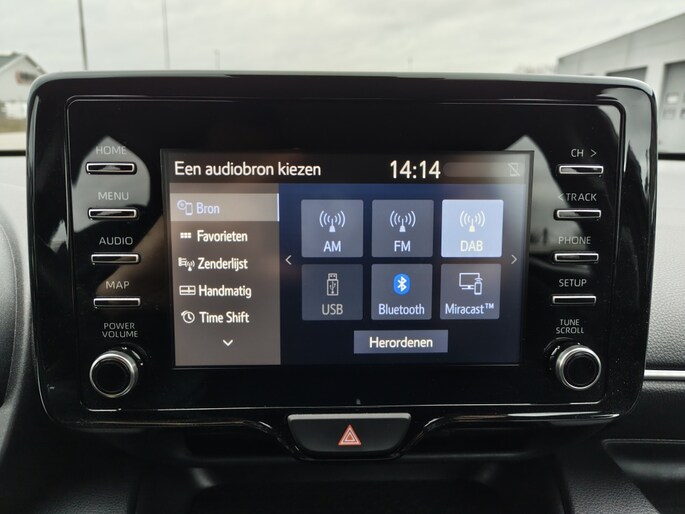 HOME
MENU
AUDIO
MAP
POWER
VOLUME
Een audiobron kiezen 14:14
Bron
Favorieten
Zenderlijst
Handmatig
Time Shift
AM FM DAB
USB Bluetooth Miracast™
Herordenen
CH >
< TRACK
PHONE
SETUP
TUNE
SCROLL